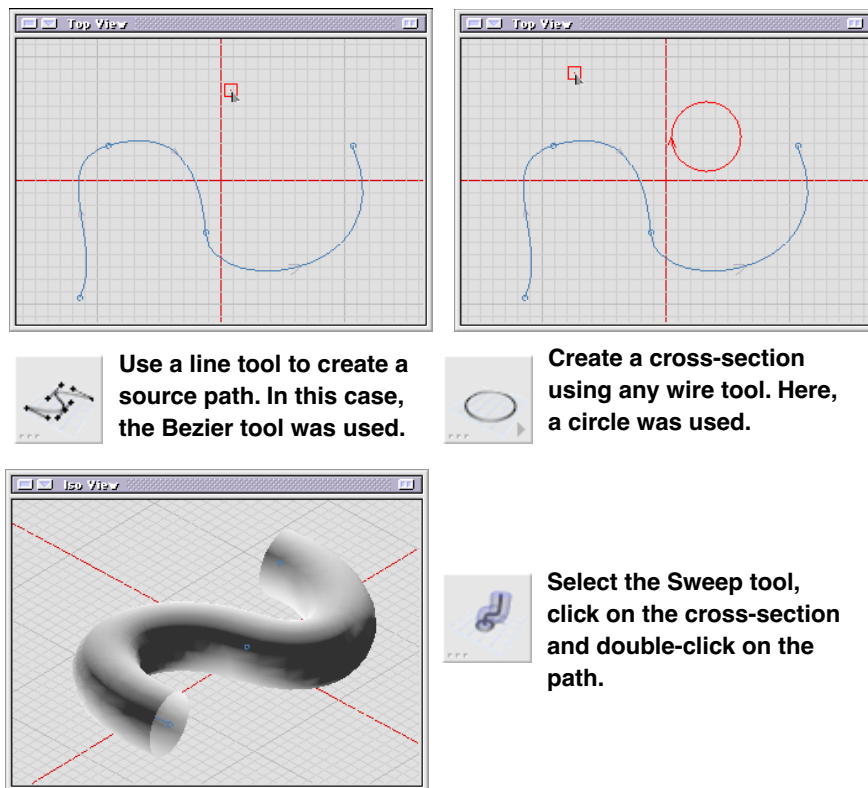 Top View
Top View
Use a line tool to create a
source path. In this case,
the Bezier tool was used.
Create a cross-section
using any wire tool. Here,
a circle was used.
Iso View
Select the Sweep tool,
click on the cross-section
and double-click on the
path.